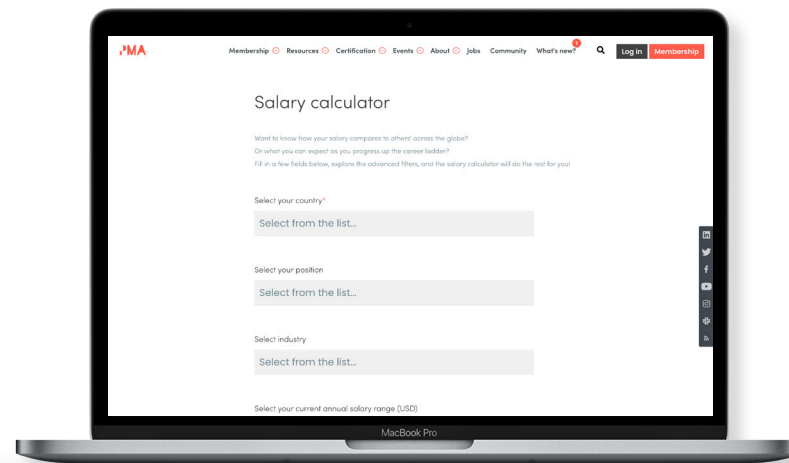 PMA
Membership Resources Certification Events About Jobs Community What's new? 1 Log in Membership
Salary calculator
Want to know how your salary compares to others' across the globe?
Or what you can expect as you progress up the career ladder?
Fill in a few fields below, explore the advanced filters, and the salary calculator will do the rest for you!
Select your country*
Select from the list...
Select your position
Select from the list...
Select industry
Select from the list...
Select your current annual salary range (USD)
MacBook Pro